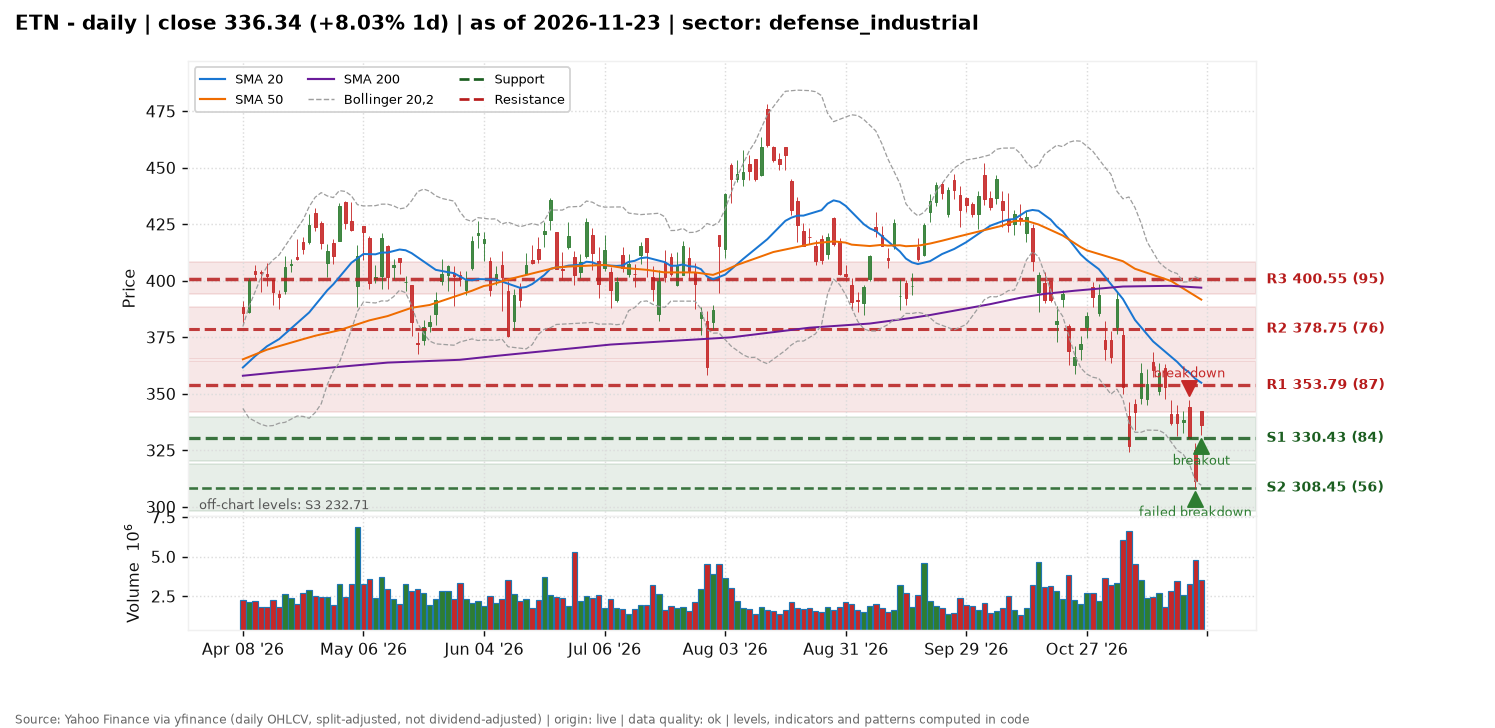 ETN - daily | close 336.34 (+8.03% 1d) | as of 2026-11-23 | sector: defense_industrial
SMA 20
SMA 50
SMA 200
Bollinger 20,2
Support
Resistance
Price
475
450
425
400
375
350
325
300
R3 400.55 (95)
R2 378.75 (76)
R1 353.79 (87)
S1 330.43 (84)
S2 308.45 (56)
breakdown
breakout
failed breakdown
off-chart levels: S3 232.71
Volume 10⁶
7.5
5.0
2.5
Apr 08 '26
May 06 '26
Jun 04 '26
Jul 06 '26
Aug 03 '26
Aug 31 '26
Sep 29 '26
Oct 27 '26
Source: Yahoo Finance via yfinance (daily OHLCV, split-adjusted, not dividend-adjusted) | origin: live | data quality: ok | levels, indicators and patterns computed in code